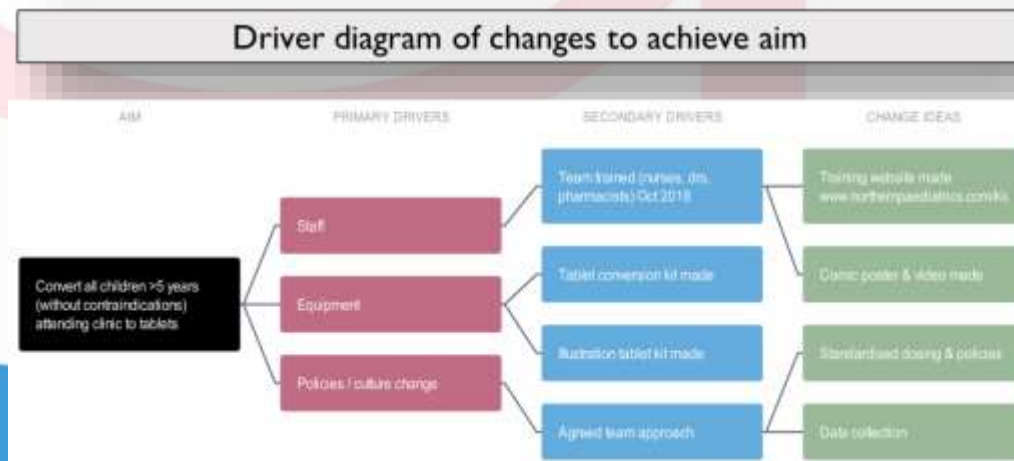 Driver diagram of changes to achieve aim
AIM
PRIMARY DRIVERS
SECONDARY DRIVERS
CHANGE IDEAS
Convert all children >5 years
(without contraindications)
attending clinic to tablets
Staff
Equipment
Policies / culture change
Team trained (nurses, drs,
pharmacists) Oct 2018
Tablet conversion kit made
Illustration tablet kit made
Agreed team approach
Training website made
Comic poster & video made
Standardised dosing & policies
Data collection